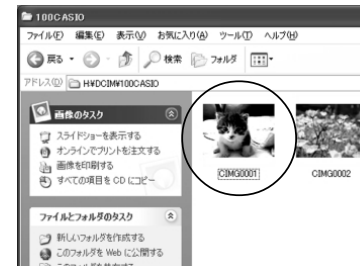 100CASIO
ファイル(F) 編集(E) 表示(V) お気に入り(A) ツール(T) ヘルプ(H)
戻る 検索 フォルダ
アドレス(D) H¥DCIM¥100CASIO
画像のタスク
スライドショーを表示する
オンラインでプリントを注文する
画像を印刷する
すべての項目を CD にコピー
CIMG0001
CIMG0002
ファイルとフォルダのタスク
新しいフォルダを作成する
このフォルダを Web に公開する